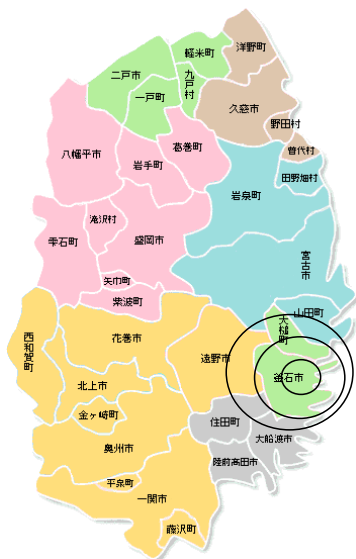 洋野町
軽米町
二戸市
九戸村
一戸町
久慈市
野田村
普代村
八幡平市
葛巻町
岩手町
田野畑村
岩泉町
滝沢村
雫石町
盛岡市
宮古市
矢巾町
紫波町
山田町
大槌町
花巻市
西和賀町
遠野市
釜石市
北上市
金ヶ崎町
住田町
大船渡市
奥州市
陸前高田市
平泉町
一関市
藤沢町